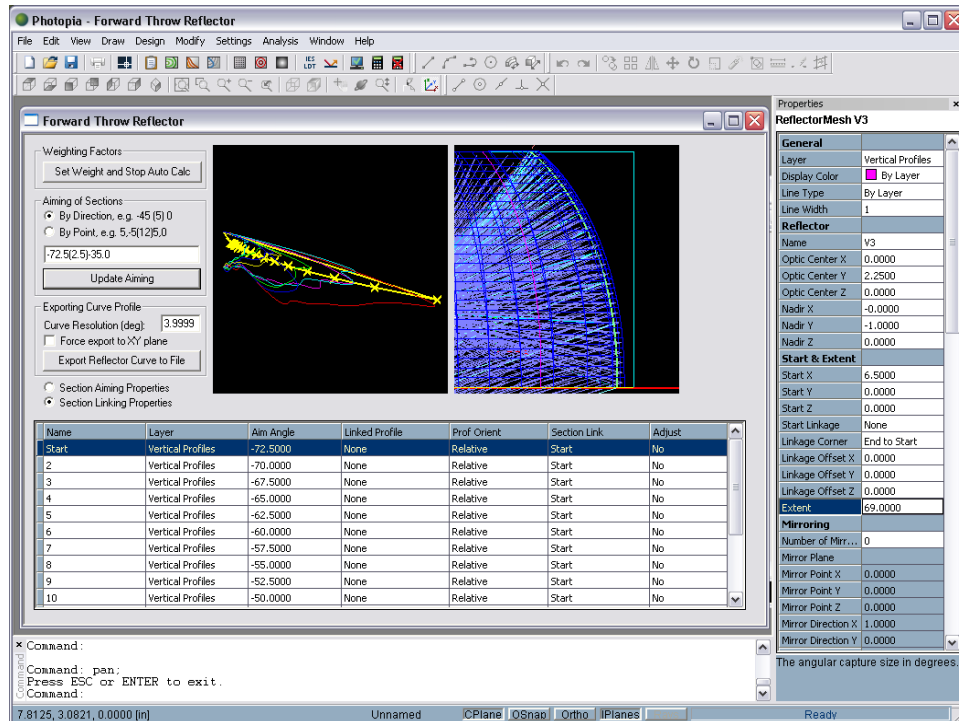 Photopia - Forward Throw Reflector
File Edit View Draw Design Modify Settings Analysis Window Help
IES
LDT
Forward Throw Reflector
Weighting Factors
Set Weight and Stop Auto Calc
Aiming of Sections
By Direction, e.g. -45 (5) 0
By Point, e.g. 5,-5(12)5,0
-72.5(2.5)-35.0
Update Aiming
Exporting Curve Profile
Curve Resolution (deg): 3.9999
Force export to XY plane
Export Reflector Curve to File
Section Aiming Properties
Section Linking Properties
Name Layer Aim Angle Linked Profile Prof Orient Section Link Adjust
Start Vertical Profiles -72.5000 None Relative Start No
2 Vertical Profiles -70.0000 None Relative Start No
3 Vertical Profiles -67.5000 None Relative Start No
4 Vertical Profiles -65.0000 None Relative Start No
5 Vertical Profiles -62.5000 None Relative Start No
6 Vertical Profiles -60.0000 None Relative Start No
7 Vertical Profiles -57.5000 None Relative Start No
8 Vertical Profiles -55.0000 None Relative Start No
9 Vertical Profiles -52.5000 None Relative Start No
10 Vertical Profiles -50.0000 None Relative Start No
Properties
ReflectorMesh V3
General
Layer Vertical Profiles
Display Color By Layer
Line Type By Layer
Line Width 1
Reflector
Name V3
Optic Center X 0.0000
Optic Center Y 2.2500
Optic Center Z 0.0000
Nadir X -0.0000
Nadir Y -1.0000
Nadir Z 0.0000
Start & Extent
Start X 6.5000
Start Y 0.0000
Start Z 0.0000
Start Linkage None
Linkage Corner End to Start
Linkage Offset X 0.0000
Linkage Offset Y 0.0000
Linkage Offset Z 0.0000
Extent 69.0000
Mirroring
Number of Mirr... 0
Mirror Plane
Mirror Point X 0.0000
Mirror Point Y 0.0000
Mirror Point Z 0.0000
Mirror Direction X 1.0000
Mirror Direction Y 0.0000
The angular capture size in degrees.
Command
Command:
Command: pan;
Press ESC or ENTER to exit.
Command:
7.8125, 3.0821, 0.0000 [in] Unnamed CPlane OSnap Ortho IPlanes Ready